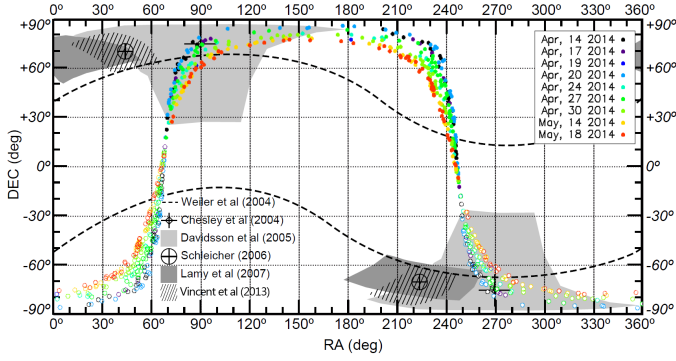 0° 30° 60° 90° 120° 150° 180° 210° 240° 270° 300° 330° 360°
+90° +90°
+60° +60°
+30° +30°
0° 0°
-30° -30°
-60° -60°
-90° -90°
DEC (deg)
Apr, 14 2014
Apr, 17 2014
Apr, 19 2014
Apr, 20 2014
Apr, 24 2014
Apr, 27 2014
Apr, 30 2014
May, 14 2014
May, 18 2014
Weiler et al (2004)
Chesley et al (2004)
Davidsson et al (2005)
Schleicher (2006)
Lamy et al (2007)
Vincent et al (2013)
0° 30° 60° 90° 120° 150° 180° 210° 240° 270° 300° 330° 360°
RA (deg)